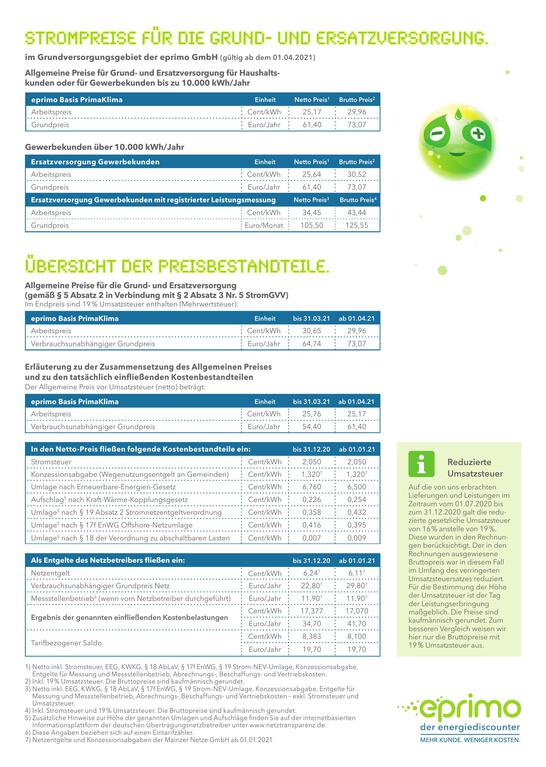 STROMPREISE FÜR DIE GRUND- UND ERSATZVERSORGUNG.
im Grundversorgungsgebiet der eprimo GmbH (gültig ab dem 01.04.2021)
Allgemeine Preise für Grund- und Ersatzversorgung für Haushalts-
kunden oder für Gewerbekunden bis zu 10.000 kWh/Jahr
eprimo Basis PrimaKlima Einheit Netto Preis¹ Brutto Preis²
Arbeitspreis Cent/kWh 25,17 29,96
Grundpreis Euro/Jahr 61,40 73,07
Gewerbekunden über 10.000 kWh/Jahr
Ersatzversorgung Gewerbekunden Einheit Netto Preis¹ Brutto Preis²
Arbeitspreis Cent/kWh 25,64 30,52
Grundpreis Euro/Jahr 61,40 73,07
Ersatzversorgung Gewerbekunden mit registrierter Leistungsmessung Netto Preis³ Brutto Preis⁴
Arbeitspreis Cent/kWh 34,45 43,44
Grundpreis Euro/Monat 105,50 125,55
ÜBERSICHT DER PREISBESTANDTEILE.
Allgemeine Preise für die Grund- und Ersatzversorgung
(gemäß § 5 Absatz 2 in Verbindung mit § 2 Absatz 3 Nr. 5 StromGVV)
Im Endpreis sind 19 % Umsatzsteuer enthalten (Mehrwertsteuer):
eprimo Basis PrimaKlima Einheit bis 31.03.21 ab 01.04.21
Arbeitspreis Cent/kWh 30,65 29,96
Verbrauchsunabhängiger Grundpreis Euro/Jahr 64,74 73,07
Erläuterung zu der Zusammensetzung des Allgemeinen Preises
und zu den tatsächlich einfließenden Kostenbestandteilen
Der Allgemeine Preis vor Umsatzsteuer (netto) beträgt:
eprimo Basis PrimaKlima Einheit bis 31.03.21 ab 01.04.21
Arbeitspreis Cent/kWh 25,76 25,17
Verbrauchsunabhängiger Grundpreis Euro/Jahr 54,40 61,40
In den Netto-Preis fließen folgende Kostenbestandteile ein: bis 31.12.20 ab 01.01.21
Stromsteuer Cent/kWh 2,050 2,050
Konzessionsabgabe (Wegenutzungsentgelt an Gemeinden) Cent/kWh 1,320⁷ 1,320⁷
Umlage nach Erneuerbare-Energien-Gesetz Cent/kWh 6,760 6,500
Aufschlag⁵ nach Kraft-Wärme-Kopplungsgesetz Cent/kWh 0,226 0,254
Umlage⁵ nach § 19 Absatz 2 Stromnetzentgeltverordnung Cent/kWh 0,358 0,432
Umlage⁵ nach § 17f EnWG Offshore-Netzumlage Cent/kWh 0,416 0,395
Umlage⁵ nach § 18 der Verordnung zu abschaltbaren Lasten Cent/kWh 0,007 0,009
Als Entgelte des Netzbetreibers fließen ein: bis 31.12.20 ab 01.01.21
Netzentgelt Cent/kWh 6,24⁷ 6,11⁷
Verbrauchsunabhängiger Grundpreis Netz Euro/Jahr 22,80⁷ 29,80⁷
Messstellenbetrieb⁶ (wenn vom Netzbetreiber durchgeführt) Euro/Jahr 11,90⁷ 11,90⁷
Ergebnis der genannten einfließenden Kostenbelastungen Cent/kWh 17,377 17,070
Euro/Jahr 34,70 41,70
Tarifbezogener Saldo Cent/kWh 8,383 8,100
Euro/Jahr 19,70 19,70
1) Netto inkl. Stromsteuer, EEG, KWKG, § 18 AbLaV, § 17f EnWG, § 19 Strom-NEV-Umlage, Konzessionsabgabe,
Entgelte für Messung und Messstellenbetrieb, Abrechnungs-, Beschaffungs- und Vertriebskosten.
2) Inkl. 19 % Umsatzsteuer. Die Bruttopreise sind kaufmännisch gerundet.
3) Netto inkl. EEG, KWKG, § 18 AbLaV, § 17f EnWG, § 19 Strom-NEV-Umlage, Konzessionsabgabe, Entgelte für
Messung und Messstellenbetrieb, Abrechnungs-, Beschaffungs- und Vertriebskosten - exkl. Stromsteuer und
Umsatzsteuer.
4) Inkl. Stromsteuer und 19 % Umsatzsteuer. Die Bruttopreise sind kaufmännisch gerundet.
5) Zusätzliche Hinweise zur Höhe der genannten Umlagen und Aufschläge finden Sie auf der internetbasierten
Informationsplattform der deutschen Übertragungsnetzbetreiber unter www.netztransparenz.de.
6) Diese Angaben beziehen sich auf einen Eintarifzähler.
7) Netzentgelte und Konzessionsabgaben der Mainzer Netze GmbH ab 01.01.2021.
i
Reduzierte
Umsatzsteuer
Auf die von uns erbrachten
Lieferungen und Leistungen im
Zeitraum vom 01.07.2020 bis
zum 31.12.2020 galt die redu-
zierte gesetzliche Umsatzsteuer
von 16 % anstelle von 19 %.
Diese wurden in den Rechnun-
gen berücksichtigt. Der in den
Rechnungen ausgewiesene
Bruttopreis war in diesem Fall
im Umfang des verringerten
Umsatzsteuersatzes reduziert.
Für die Bestimmung der Höhe
der Umsatzsteuer ist der Tag
der Leistungserbringung
maßgeblich. Die Preise sind
kaufmännisch gerundet. Zum
besseren Vergleich weisen wir
hier nur die Bruttopreise mit
19 % Umsatzsteuer aus.
eprimo
der energiediscounter
MEHR KUNDE. WENIGER KOSTEN.